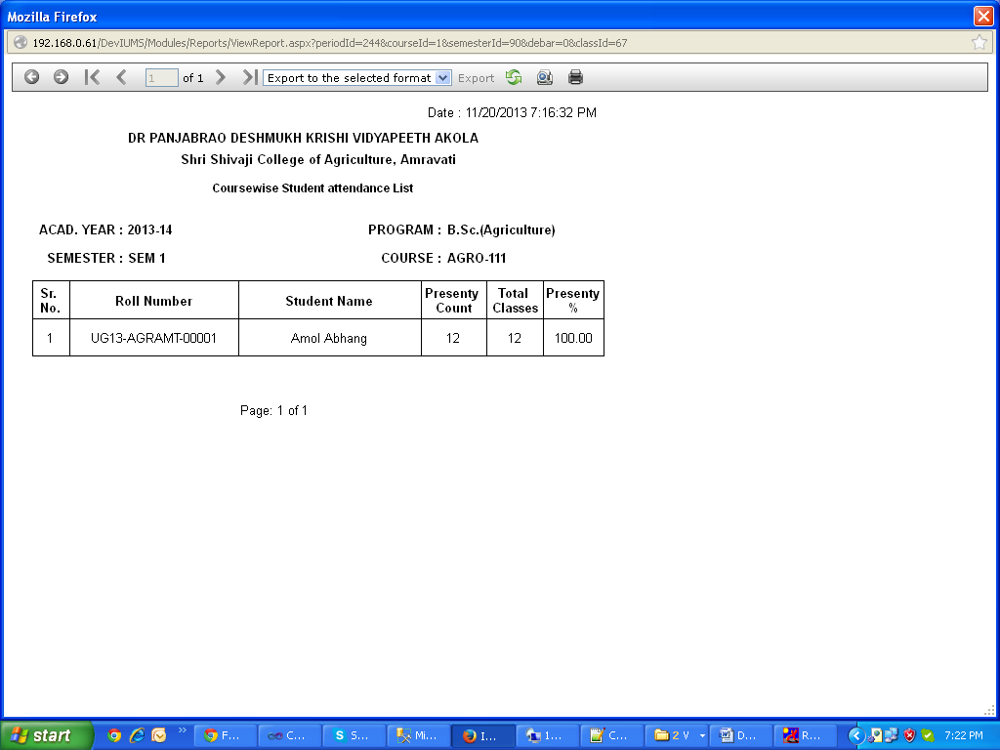 Mozilla Firefox
192.168.0.61/DevIUMS/Modules/Reports/ViewReport.aspx?periodId=244&courseId=1&semesterId=90&debar=0&classId=67
1 of 1 Export to the selected format Export
Date : 11/20/2013 7:16:32 PM
DR PANJABRAO DESHMUKH KRISHI VIDYAPEETH AKOLA
Shri Shivaji College of Agriculture, Amravati
Coursewise Student attendance List
ACAD. YEAR : 2013-14 PROGRAM : B.Sc.(Agriculture)
SEMESTER : SEM 1 COURSE : AGRO-111
Sr. No. Roll Number Student Name Presenty Count Total Classes Presenty %
1 UG13-AGRAMT-00001 Amol Abhang 12 12 100.00
Page: 1 of 1
start F... C... S... Mi... I... 1... C... 2 V D... R... 7:22 PM